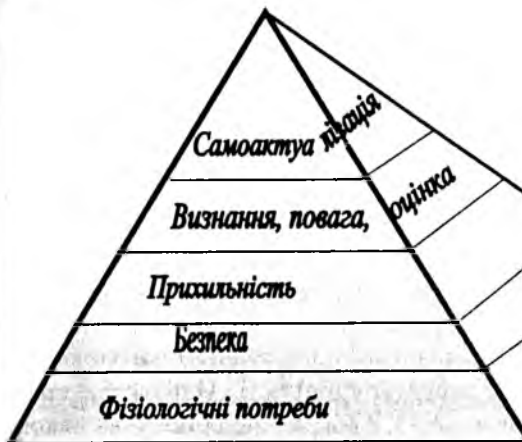 Самоактуалізація
Визнання, повага, оцінка
Прихильність
Безпека
Фізіологічні потреби